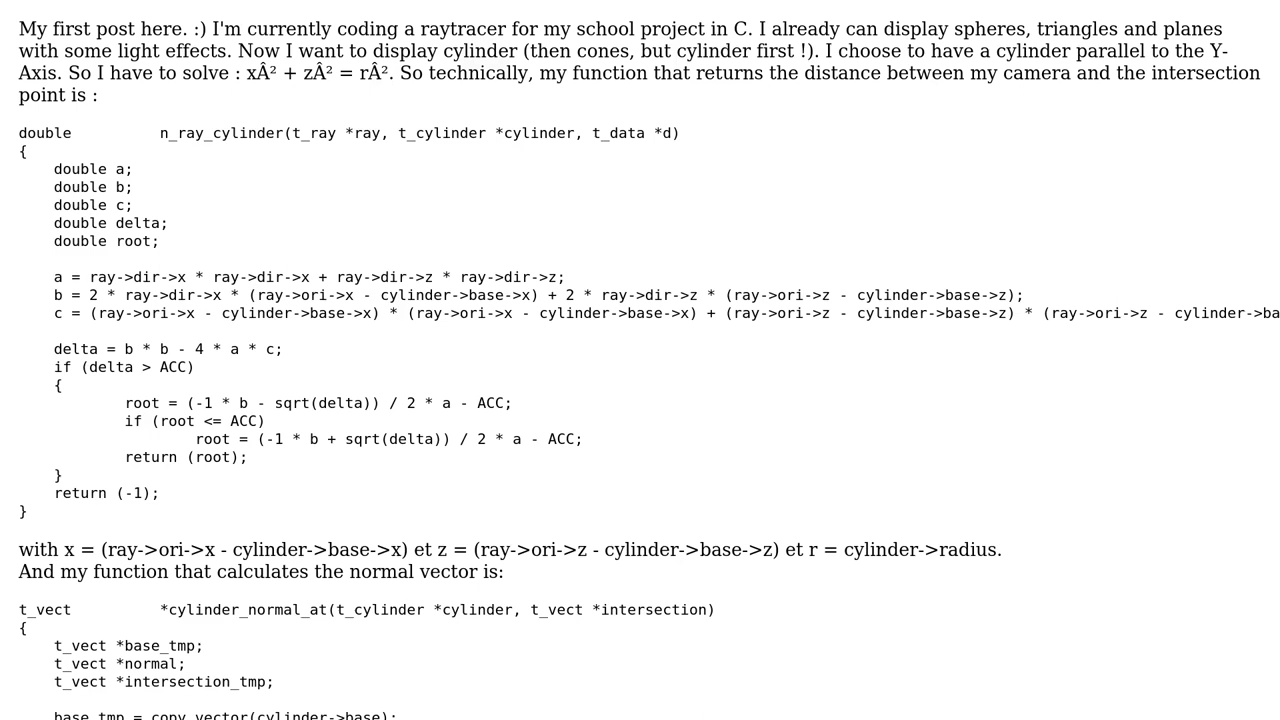 My first post here. :) I'm currently coding a raytracer for my school project in C. I already can display spheres, triangles and planes
with some light effects. Now I want to display cylinder (then cones, but cylinder first !). I choose to have a cylinder parallel to the Y-
Axis. So I have to solve : xÂ² + zÂ² = rÂ². So technically, my function that returns the distance between my camera and the intersection
point is :
double          n_ray_cylinder(t_ray *ray, t_cylinder *cylinder, t_data *d)
{
    double a;
    double b;
    double c;
    double delta;
    double root;
    a = ray->dir->x * ray->dir->x + ray->dir->z * ray->dir->z;
    b = 2 * ray->dir->x * (ray->ori->x - cylinder->base->x) + 2 * ray->dir->z * (ray->ori->z - cylinder->base->z);
    c = (ray->ori->x - cylinder->base->x) * (ray->ori->x - cylinder->base->x) + (ray->ori->z - cylinder->base->z) * (ray->ori->z - cylinder->ba
    delta = b * b - 4 * a * c;
    if (delta > ACC)
    {
            root = (-1 * b - sqrt(delta)) / 2 * a - ACC;
            if (root <= ACC)
                    root = (-1 * b + sqrt(delta)) / 2 * a - ACC;
            return (root);
    }
    return (-1);
}
with x = (ray->ori->x - cylinder->base->x) et z = (ray->ori->z - cylinder->base->z) et r = cylinder->radius.
And my function that calculates the normal vector is:
t_vect          *cylinder_normal_at(t_cylinder *cylinder, t_vect *intersection)
{
    t_vect *base_tmp;
    t_vect *normal;
    t_vect *intersection_tmp;
    base_tmp = copy_vector(cylinder->base);